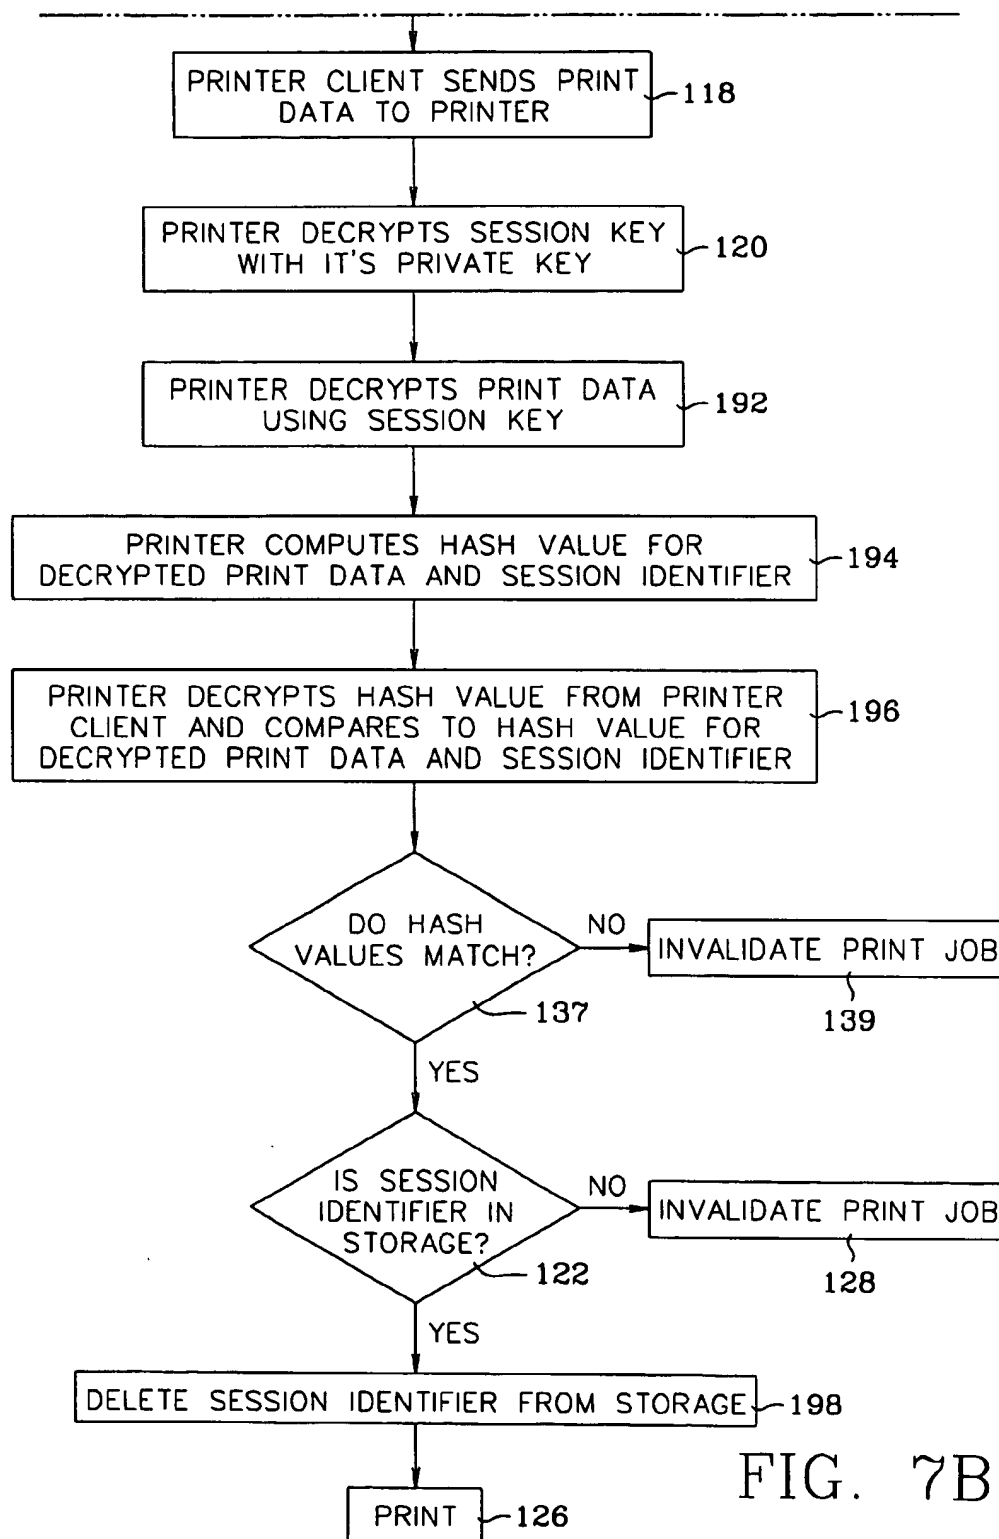 PRINTER CLIENT SENDS PRINT
DATA TO PRINTER
118
PRINTER DECRYPTS SESSION KEY
WITH IT'S PRIVATE KEY
120
PRINTER DECRYPTS PRINT DATA
USING SESSION KEY
192
PRINTER COMPUTES HASH VALUE FOR
DECRYPTED PRINT DATA AND SESSION IDENTIFIER
194
PRINTER DECRYPTS HASH VALUE FROM PRINTER
CLIENT AND COMPARES TO HASH VALUE FOR
DECRYPTED PRINT DATA AND SESSION IDENTIFIER
196
DO HASH
VALUES MATCH?
137
NO
INVALIDATE PRINT JOB
139
YES
IS SESSION
IDENTIFIER IN
STORAGE?
122
NO
INVALIDATE PRINT JOB
128
YES
DELETE SESSION IDENTIFIER FROM STORAGE
198
PRINT
126
FIG. 7B